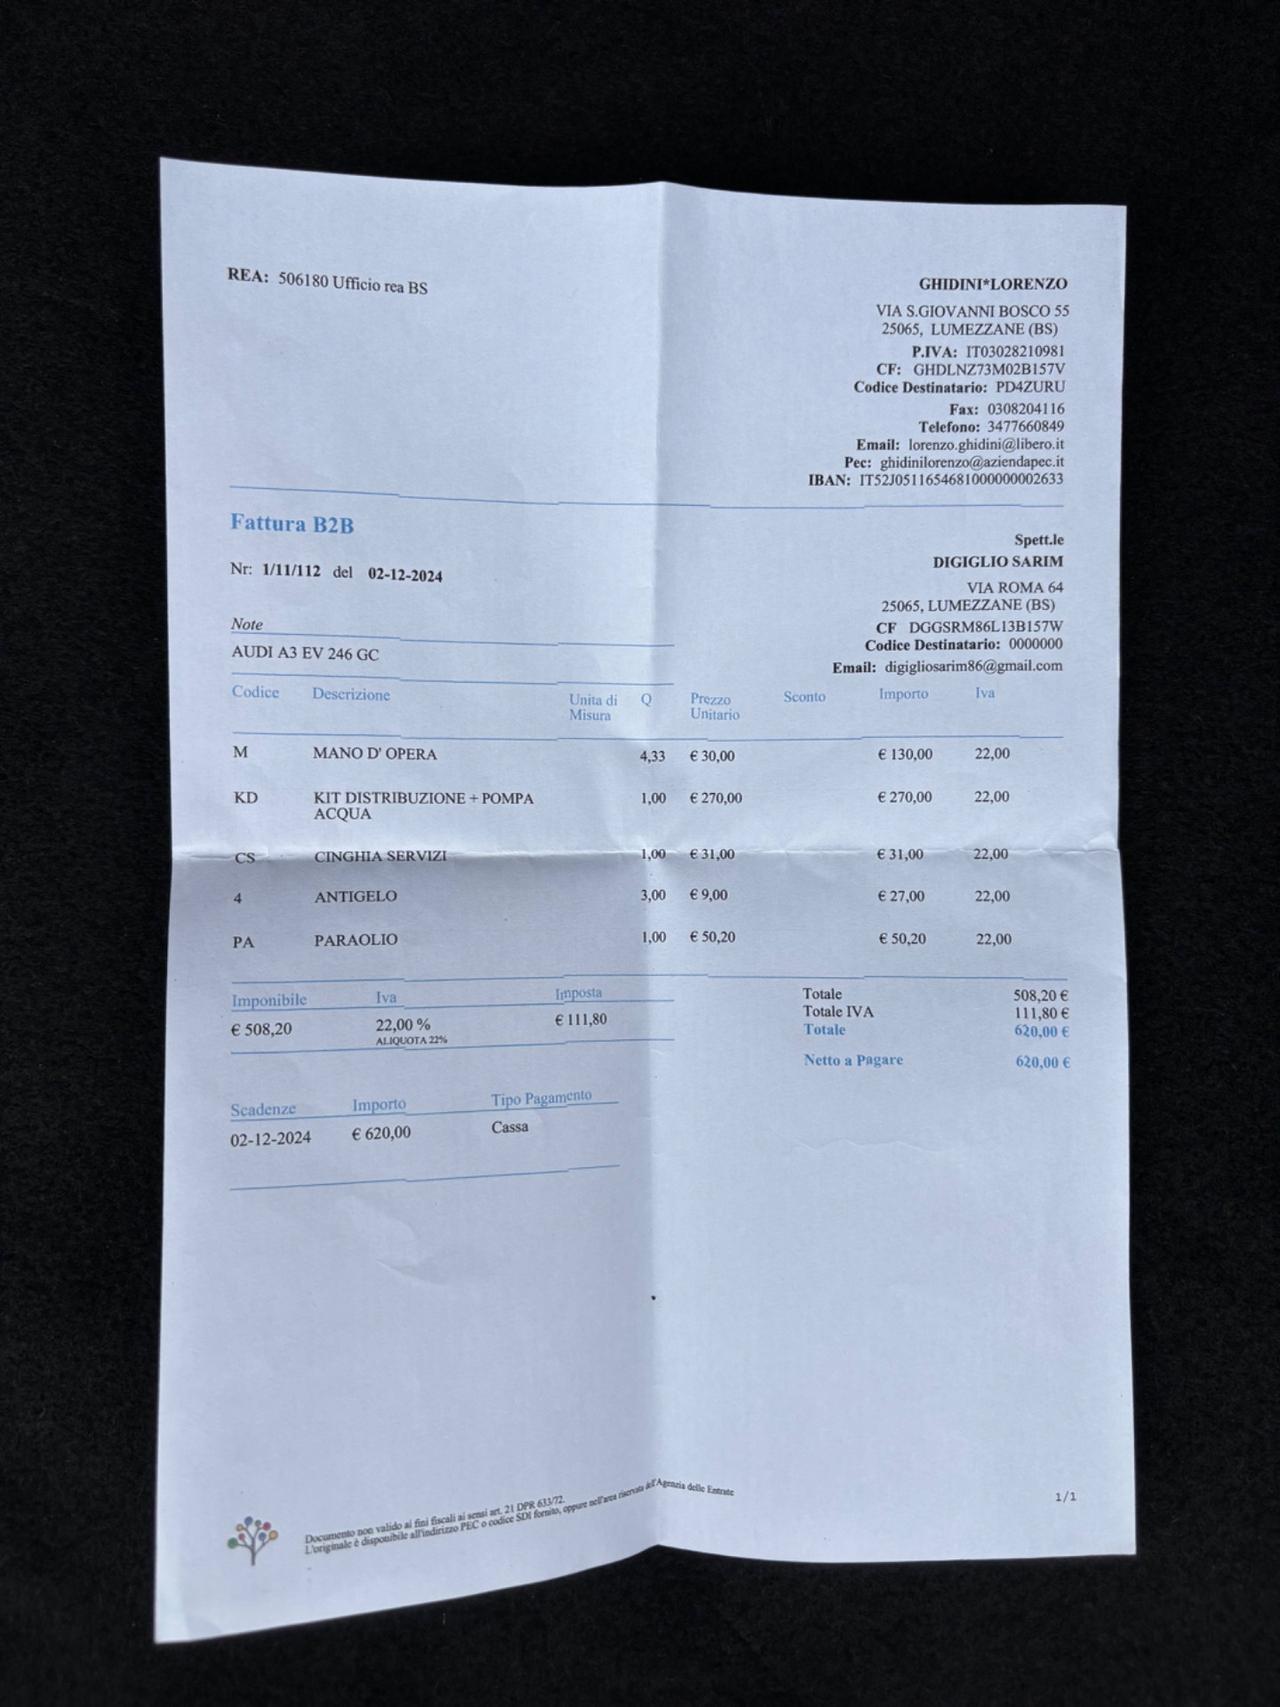 REA: 506180 Ufficio rea BS
GHIDINI*LORENZO
VIA S.GIOVANNI BOSCO 55
25065, LUMEZZANE (BS)
P.IVA: IT03028210981
CF: GHDLNZ73M02B157V
Codice Destinatario: PD4ZURU
Fax: 0308204116
Telefono: 3477660849
Email: lorenzo.ghidini@libero.it
Pec: ghidinilorenzo@aziendapec.it
IBAN: IT52J0511654681000000002633
Fattura B2B
Nr: 1/11/112 del 02-12-2024
Spett.le
DIGIGLIO SARIM
VIA ROMA 64
25065, LUMEZZANE (BS)
CF DGGSRM86L13B157W
Codice Destinatario: 0000000
Email: digigliosarim86@gmail.com
Note
AUDI A3 EV 246 GC
Codice Descrizione Unita di Misura Q Prezzo Unitario Sconto Importo Iva
M MANO D' OPERA 4,33 € 30,00 € 130,00 22,00
KD KIT DISTRIBUZIONE + POMPA 1,00 € 270,00 € 270,00 22,00
ACQUA
CS CINGHIA SERVIZI 1,00 € 31,00 € 31,00 22,00
4 ANTIGELO 3,00 € 9,00 € 27,00 22,00
PA PARAOLIO 1,00 € 50,20 € 50,20 22,00
Imponibile Iva Imposta
€ 508,20 22,00 % € 111,80
ALIQUOTA 22%
Totale 508,20 €
Totale IVA 111,80 €
Totale 620,00 €
Netto a Pagare 620,00 €
Scadenze Importo Tipo Pagamento
02-12-2024 € 620,00 Cassa
Documento non valido ai fini fiscali ai sensi art. 21 DPR 633/72.
L'originale è disponibile all'indirizzo PEC o codice SDI fornito, oppure nell'area riservata dell'Agenzia delle Entrate
1/1